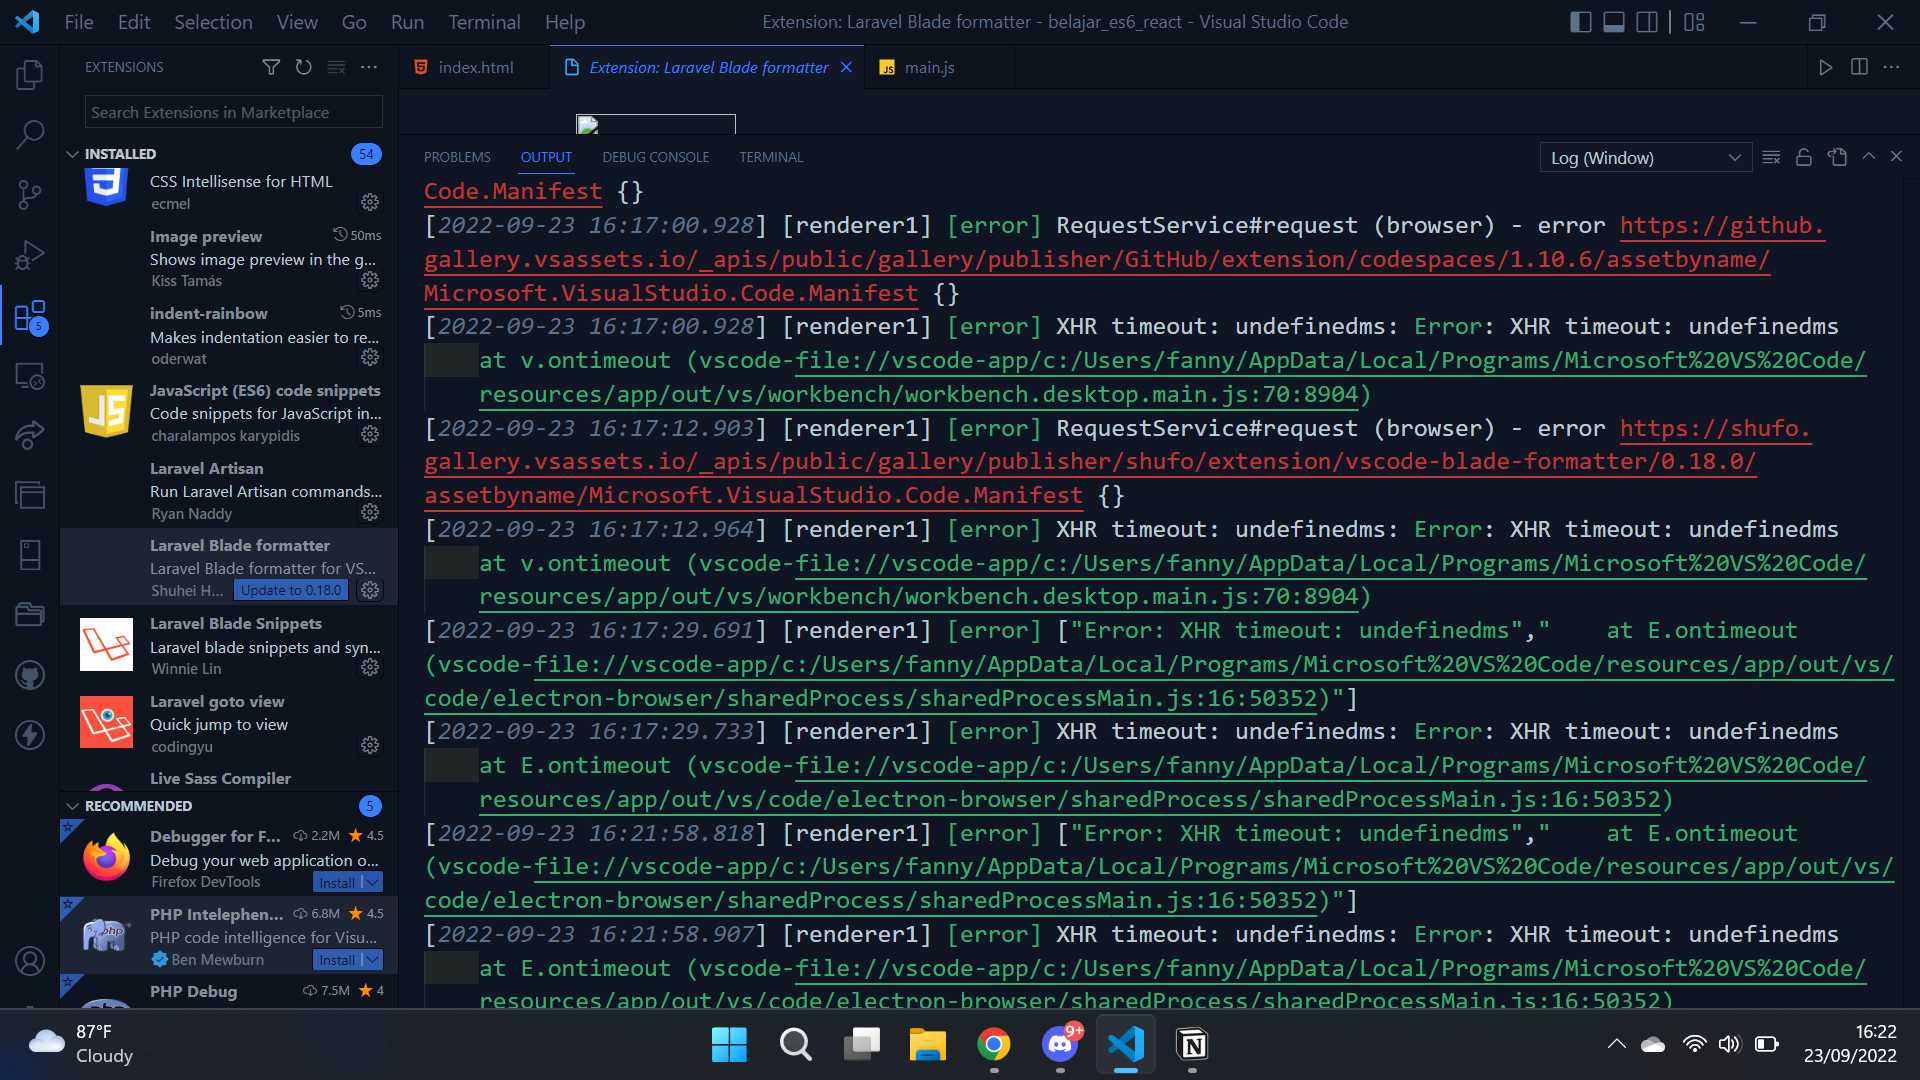 File Edit Selection View Go Run Terminal Help
Extension: Laravel Blade formatter - belajar_es6_react - Visual Studio Code
EXTENSIONS
Search Extensions in Marketplace
INSTALLED 54
CSS Intellisense for HTML
ecmel
Image preview 50ms
Shows image preview in the g...
Kiss Tamás
indent-rainbow 5ms
Makes indentation easier to re...
oderwat
JavaScript (ES6) code snippets
Code snippets for JavaScript in...
charalampos karypidis
Laravel Artisan
Run Laravel Artisan commands...
Ryan Naddy
Laravel Blade formatter
Laravel Blade formatter for VS...
Shuhei H... Update to 0.18.0
Laravel Blade Snippets
Laravel blade snippets and syn...
Winnie Lin
Laravel goto view
Quick jump to view
codingyu
Live Sass Compiler
RECOMMENDED 5
Debugger for F... 2.2M 4.5
Debug your web application o...
Firefox DevTools Install
PHP Intelephen... 6.8M 4.5
PHP code intelligence for Visu...
Ben Mewburn Install
PHP Debug 7.5M 4
5
JS
php
index.html Extension: Laravel Blade formatter JS main.js
PROBLEMS OUTPUT DEBUG CONSOLE TERMINAL Log (Window)
Code.Manifest {}
[2022-09-23 16:17:00.928] [renderer1] [error] RequestService#request (browser) - error https://github.
gallery.vsassets.io/_apis/public/gallery/publisher/GitHub/extension/codespaces/1.10.6/assetbyname/
Microsoft.VisualStudio.Code.Manifest {}
[2022-09-23 16:17:00.928] [renderer1] [error] XHR timeout: undefinedms: Error: XHR timeout: undefinedms
at v.ontimeout (vscode-file://vscode-app/c:/Users/fanny/AppData/Local/Programs/Microsoft%20VS%20Code/
resources/app/out/vs/workbench/workbench.desktop.main.js:70:8904)
[2022-09-23 16:17:12.903] [renderer1] [error] RequestService#request (browser) - error https://shufo.
gallery.vsassets.io/_apis/public/gallery/publisher/shufo/extension/vscode-blade-formatter/0.18.0/
assetbyname/Microsoft.VisualStudio.Code.Manifest {}
[2022-09-23 16:17:12.964] [renderer1] [error] XHR timeout: undefinedms: Error: XHR timeout: undefinedms
at v.ontimeout (vscode-file://vscode-app/c:/Users/fanny/AppData/Local/Programs/Microsoft%20VS%20Code/
resources/app/out/vs/workbench/workbench.desktop.main.js:70:8904)
[2022-09-23 16:17:29.691] [renderer1] [error] ["Error: XHR timeout: undefinedms"," at E.ontimeout
(vscode-file://vscode-app/c:/Users/fanny/AppData/Local/Programs/Microsoft%20VS%20Code/resources/app/out/vs/
code/electron-browser/sharedProcess/sharedProcessMain.js:16:50352)"]
[2022-09-23 16:17:29.733] [renderer1] [error] XHR timeout: undefinedms: Error: XHR timeout: undefinedms
at E.ontimeout (vscode-file://vscode-app/c:/Users/fanny/AppData/Local/Programs/Microsoft%20VS%20Code/
resources/app/out/vs/code/electron-browser/sharedProcess/sharedProcessMain.js:16:50352)
[2022-09-23 16:21:58.818] [renderer1] [error] ["Error: XHR timeout: undefinedms"," at E.ontimeout
(vscode-file://vscode-app/c:/Users/fanny/AppData/Local/Programs/Microsoft%20VS%20Code/resources/app/out/vs/
code/electron-browser/sharedProcess/sharedProcessMain.js:16:50352)"]
[2022-09-23 16:21:58.907] [renderer1] [error] XHR timeout: undefinedms: Error: XHR timeout: undefinedms
at E.ontimeout (vscode-file://vscode-app/c:/Users/fanny/AppData/Local/Programs/Microsoft%20VS%20Code/
resources/app/out/vs/code/electron-browser/sharedProcess/sharedProcessMain.js:16:50352)
87°F
Cloudy
9+
N
16:22
23/09/2022